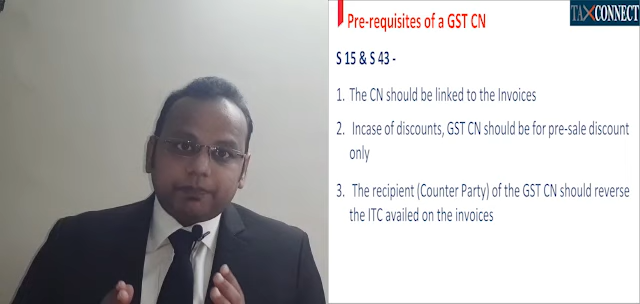 Pre-requisites of a GST CN
TAXCONNECT
S 15 & S 43 -
1. The CN should be linked to the Invoices
2. Incase of discounts, GST CN should be for pre-sale discount
only
3. The recipient (Counter Party) of the GST CN should reverse
the ITC availed on the invoices